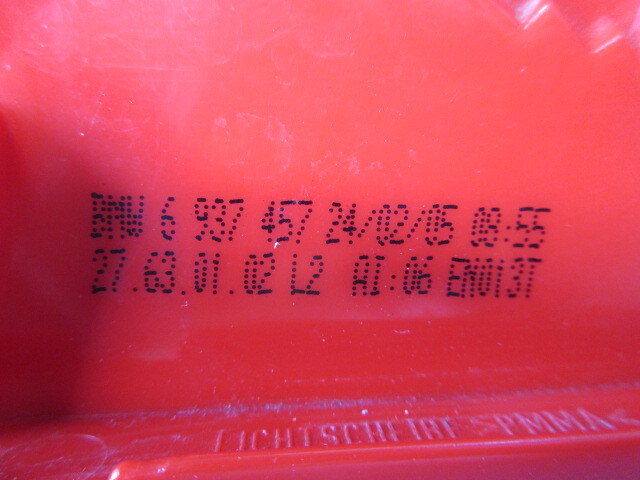 BMW 6 937 457 24/02/05 08:55
27.63.01.02 L2 AI:06 EN013T
LICHTSCHEIBE >PMMA<